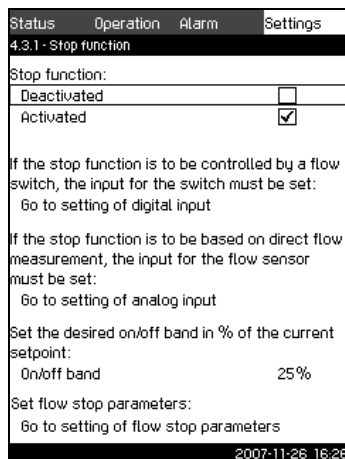 Status Operation Alarm Settings
4.3.1 - Stop function
Stop function:
Deactivated
Activated
If the stop function is to be controlled by a flow
switch, the input for the switch must be set:
Go to setting of digital input
If the stop function is to be based on direct flow
measurement, the input for the flow sensor
must be set:
Go to setting of analog input
Set the desired on/off band in % of the current
setpoint:
On/off band 25%
Set flow stop parameters:
Go to setting of flow stop parameters
2007-11-26 16:26